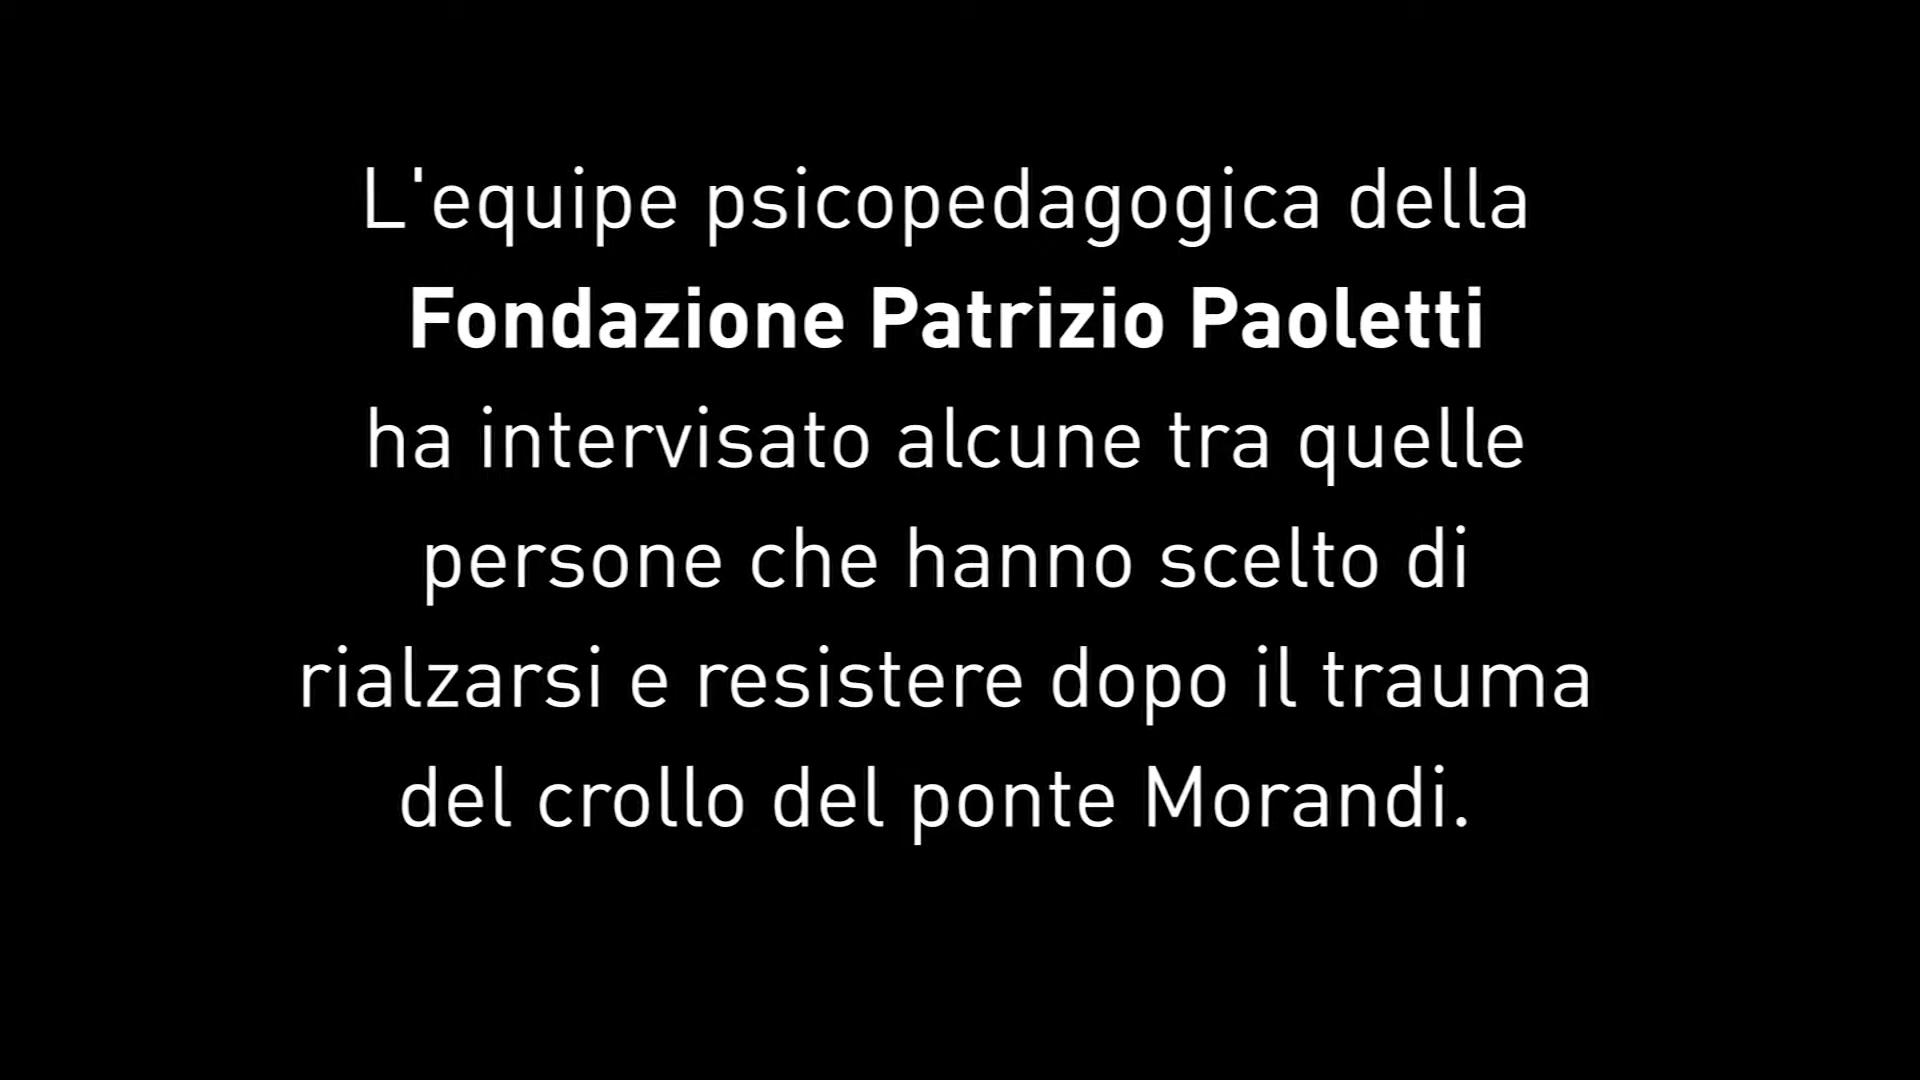 L'equipe psicopedagogica della
Fondazione Patrizio Paoletti
ha intervisato alcune tra quelle
persone che hanno scelto di
rialzarsi e resistere dopo il trauma
del crollo del ponte Morandi.